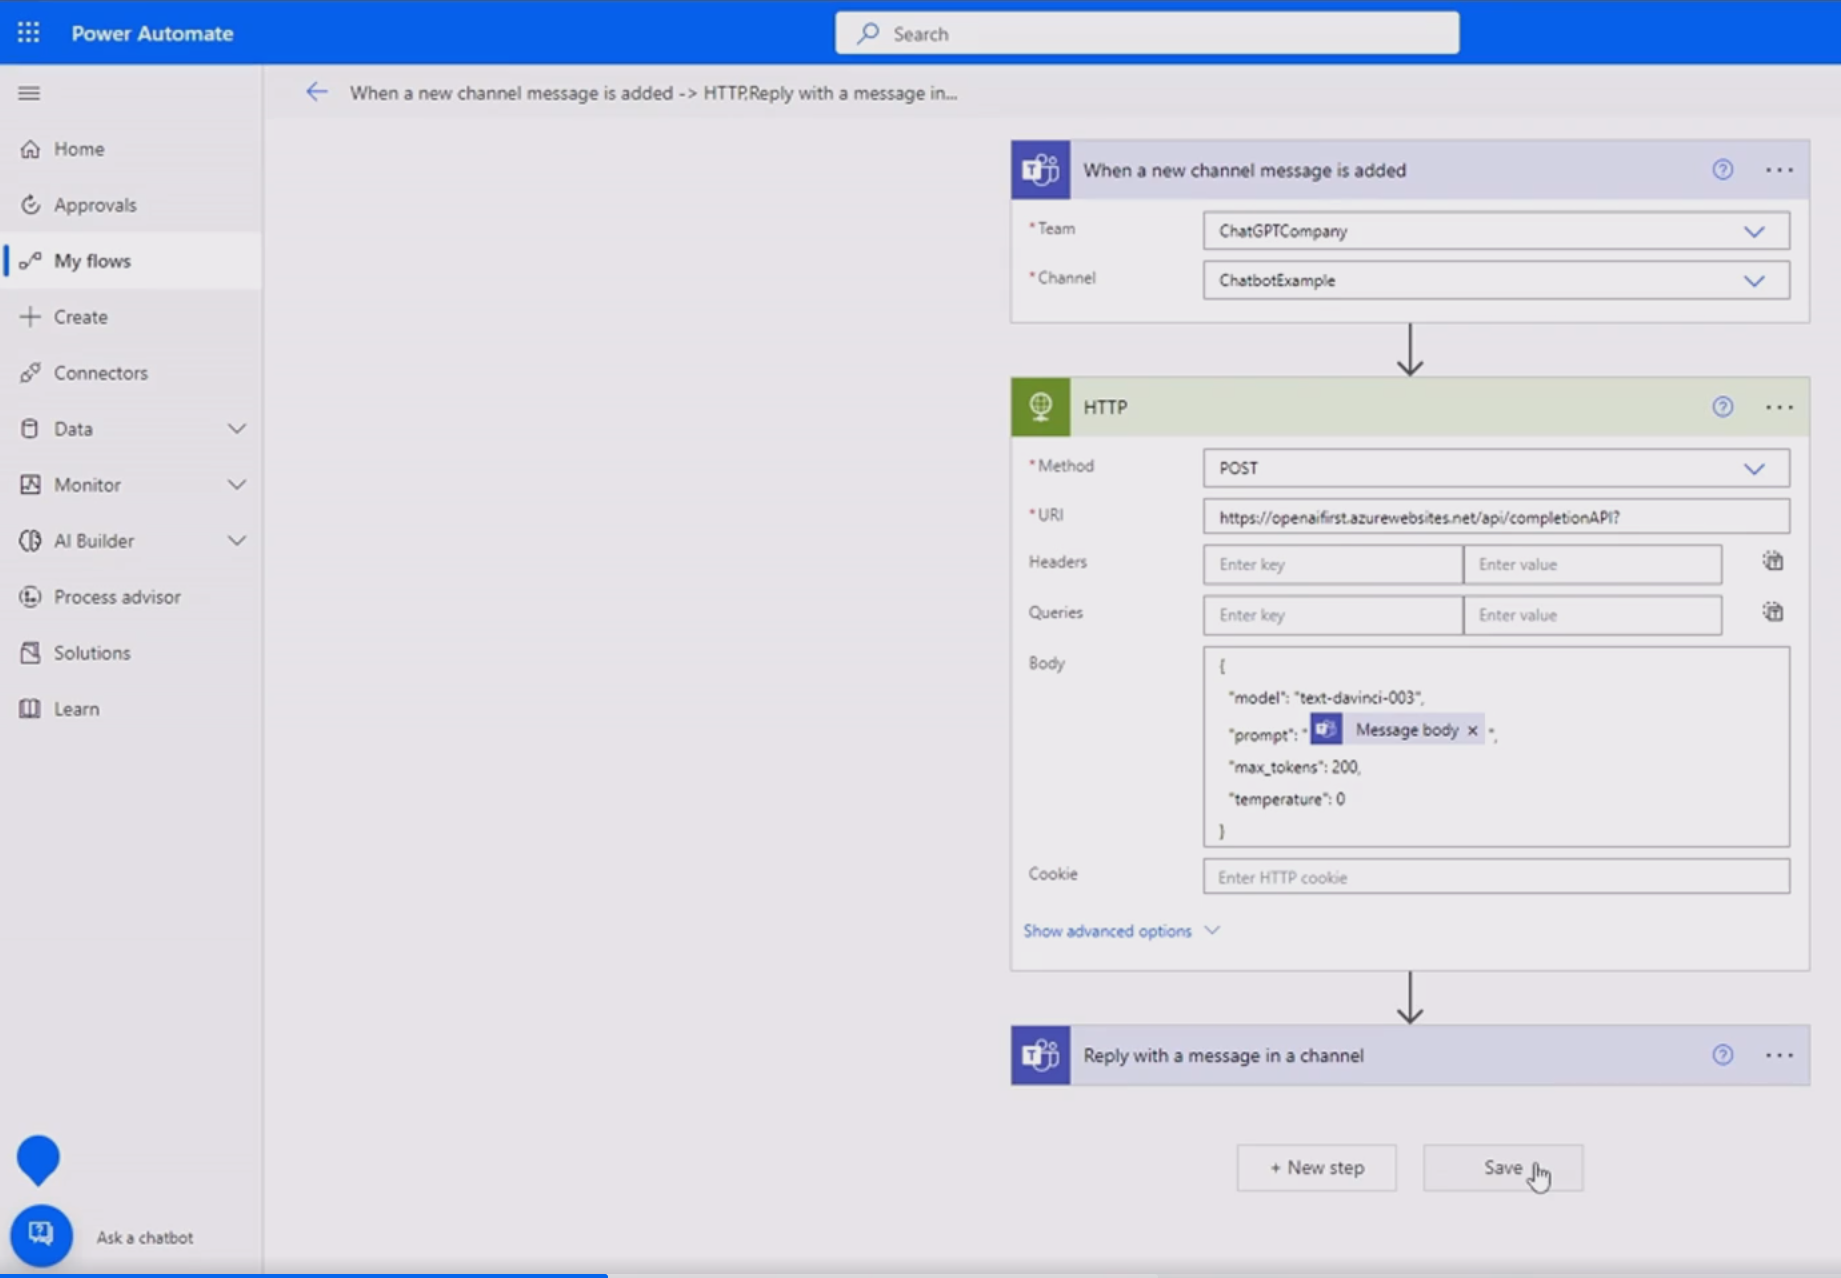 Power Automate
Search
When a new channel message is added -> HTTP,Reply with a message in...
Home
Approvals
My flows
Create
Connectors
Data
Monitor
AI Builder
Process advisor
Solutions
Learn
Ask a chatbot
When a new channel message is added
* Team
ChatGPTCompany
* Channel
ChatbotExample
HTTP
* Method
POST
* URI
https://openaifirst.azurewebsites.net/api/completionAPI?
Headers
Enter key
Enter value
Queries
Enter key
Enter value
Body
{
"model": "text-davinci-003",
"prompt": " Message body × ",
"max_tokens": 200,
"temperature": 0
}
Cookie
Enter HTTP cookie
Show advanced options
Reply with a message in a channel
+ New step
Save